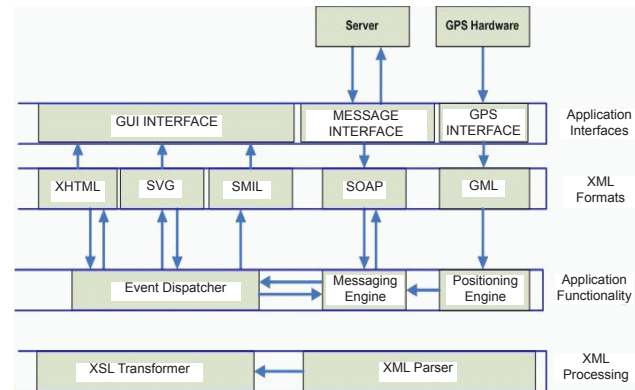 Server
GPS Hardware
GUI INTERFACE
MESSAGE
INTERFACE
GPS
INTERFACE
Application
Interfaces
XHTML
SVG
SMIL
SOAP
GML
XML
Formats
Event Dispatcher
Messaging
Engine
Positioning
Engine
Application
Functionality
XSL Transformer
XML Parser
XML
Processing